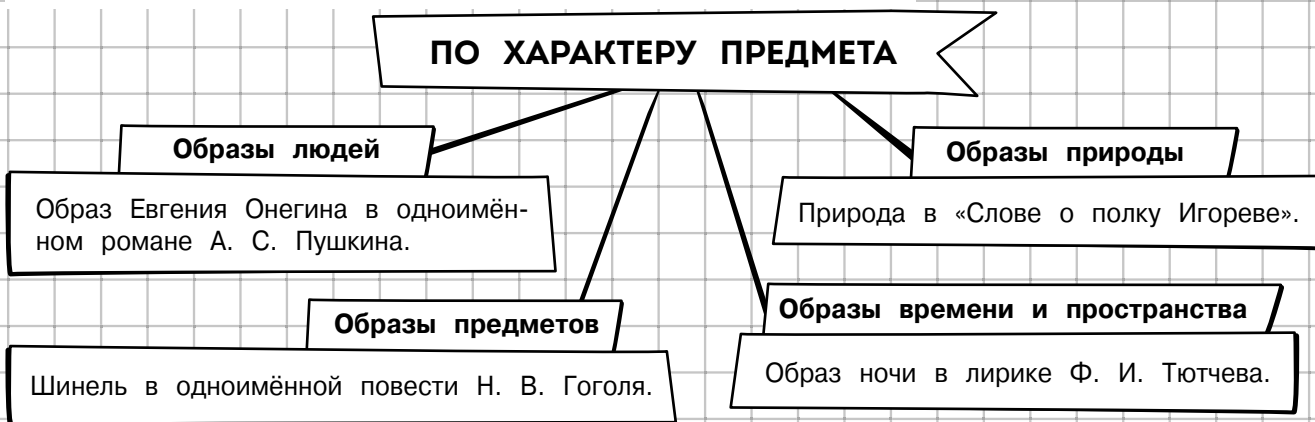 ПО ХАРАКТЕРУ ПРЕДМЕТА
Образы людей
Образ Евгения Онегина в одноимён-
ном романе А. С. Пушкина.
Образы предметов
Шинель в одноимённой повести Н. В. Гоголя.
Образы природы
Природа в «Слове о полку Игореве».
Образы времени и пространства
Образ ночи в лирике Ф. И. Тютчева.